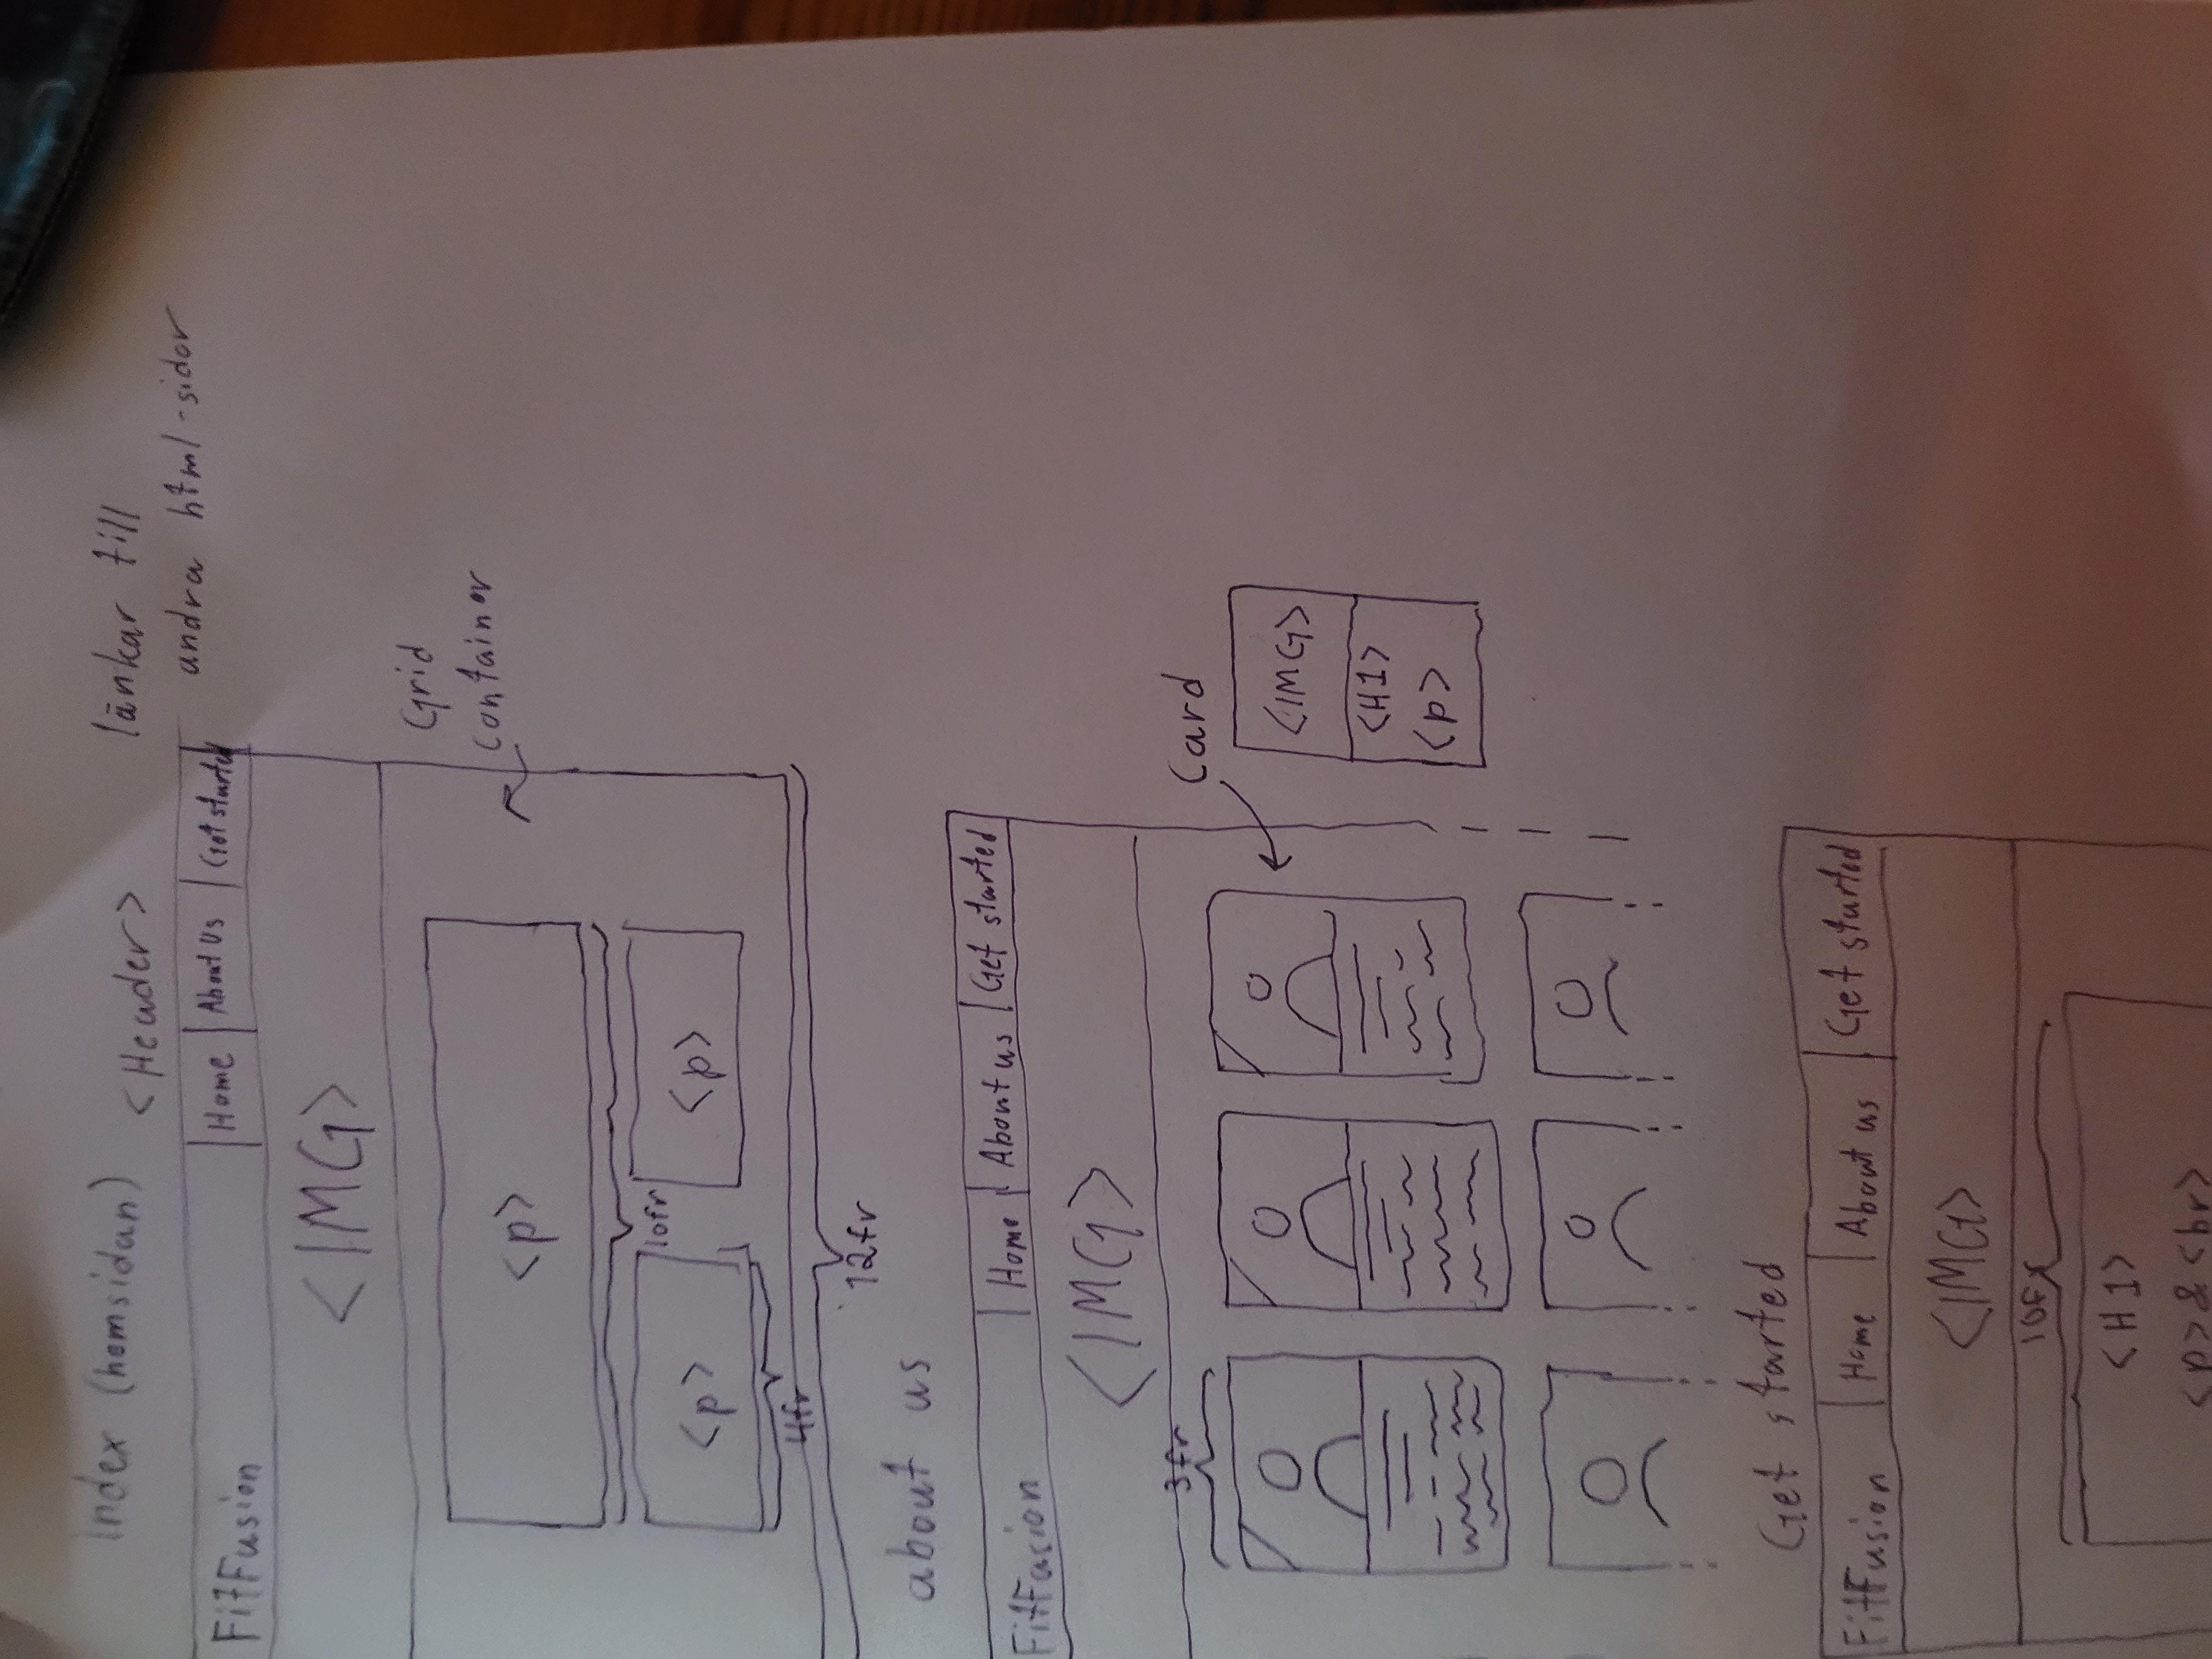 Index (hemsidan)
<Header>
länkar till
andra html-sidor
FitFusion
Home
About Us
Get started
<IMG>
Grid
container
<p>
10fr
<p>
<p>
4fr
12fr
about us
FitFusion
Home
About us
Get started
<IMG>
3fr
Card
<IMG>
<H1>
<p>
Get started
FitFusion
Home
About us
Get started
<IMG>
10fr
<H1>
<p> & <br>